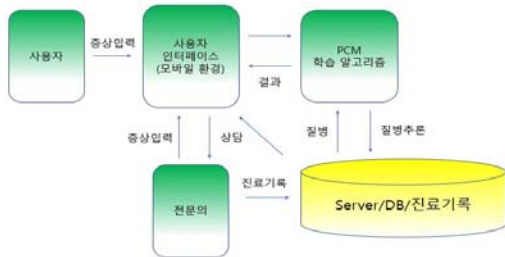 사용자
증상입력
사용자
인터페이스
(모바일 환경)
결과
PCM
학습 알고리즘
증상입력
상담
질병
질병추론
전문의
진료기록
Server/DB/진료기록